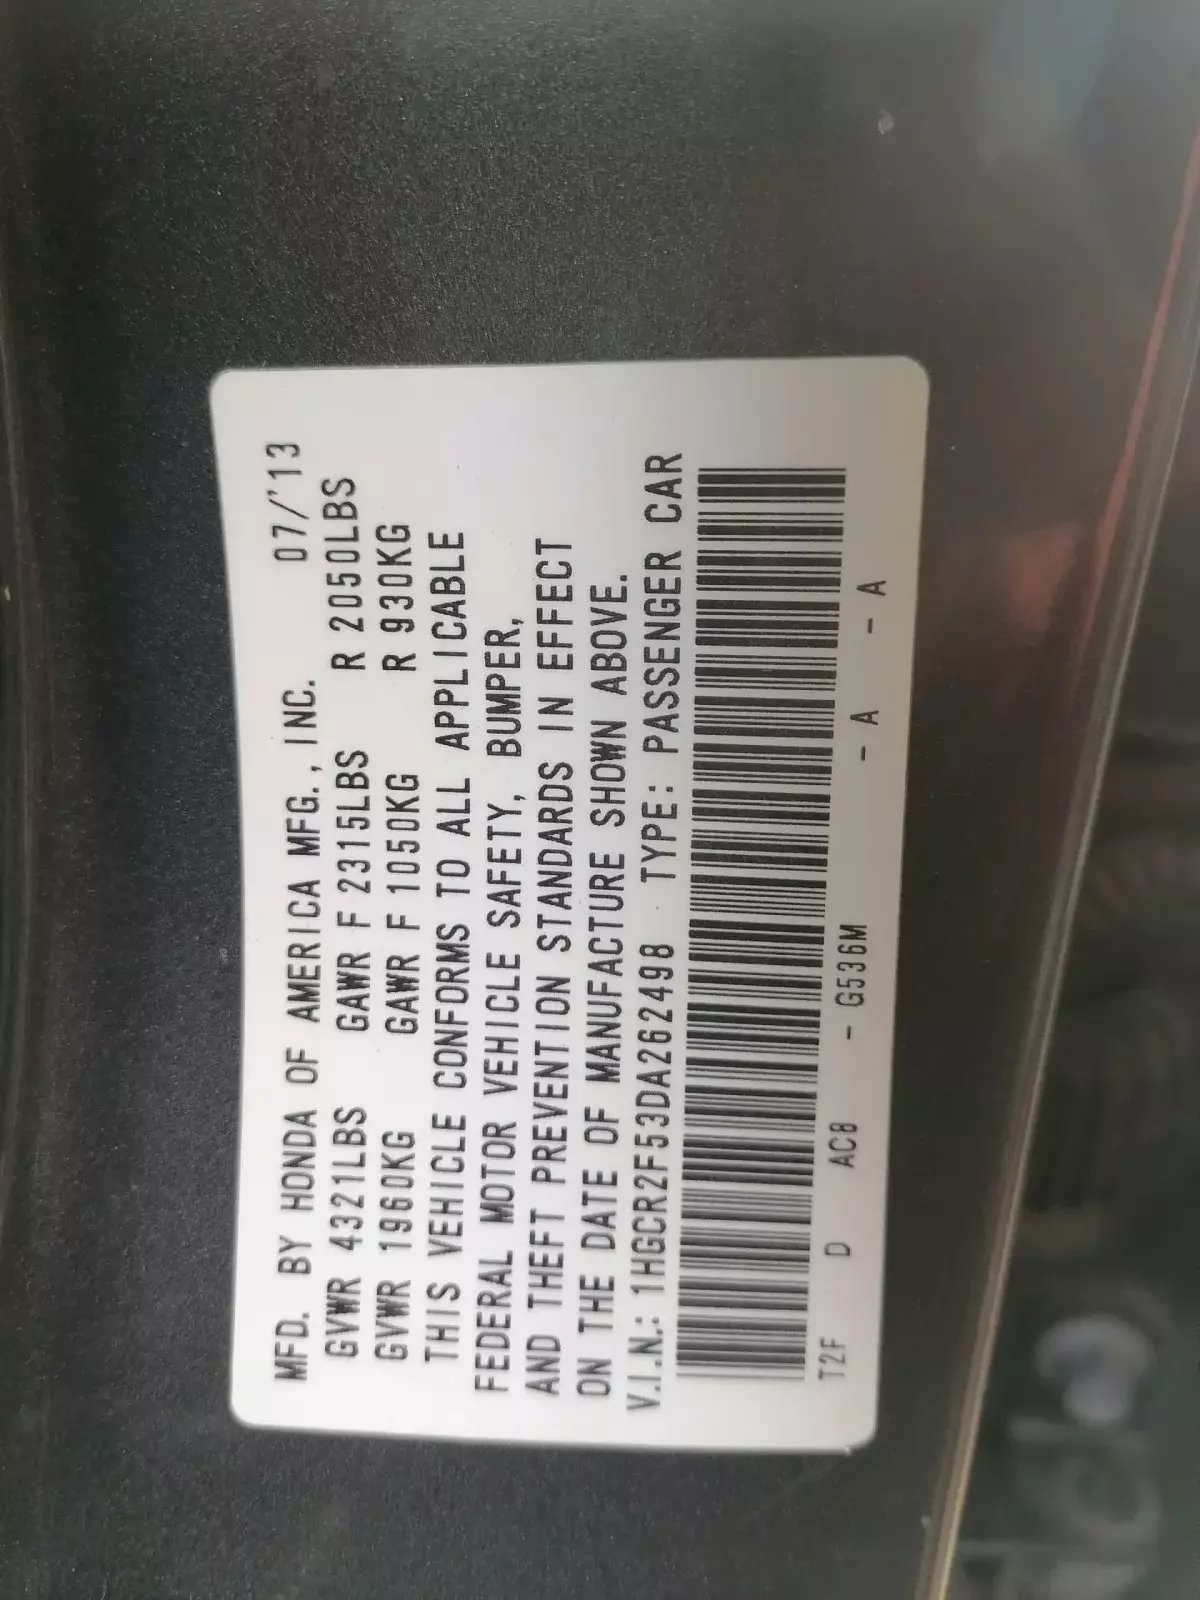 MFD. BY HONDA OF AMERICA MFG., INC. 07/'13
GVWR 4321LBS GAWR F 2315LBS R 2050LBS
GVWR 1960KG GAWR F 1050KG R 930KG
THIS VEHICLE CONFORMS TO ALL APPLICABLE
FEDERAL MOTOR VEHICLE SAFETY, BUMPER,
AND THEFT PREVENTION STANDARDS IN EFFECT
ON THE DATE OF MANUFACTURE SHOWN ABOVE.
V.I.N.: 1HGCR2F53DA262498 TYPE: PASSENGER CAR
T2F D AC8 - G536M - A - A